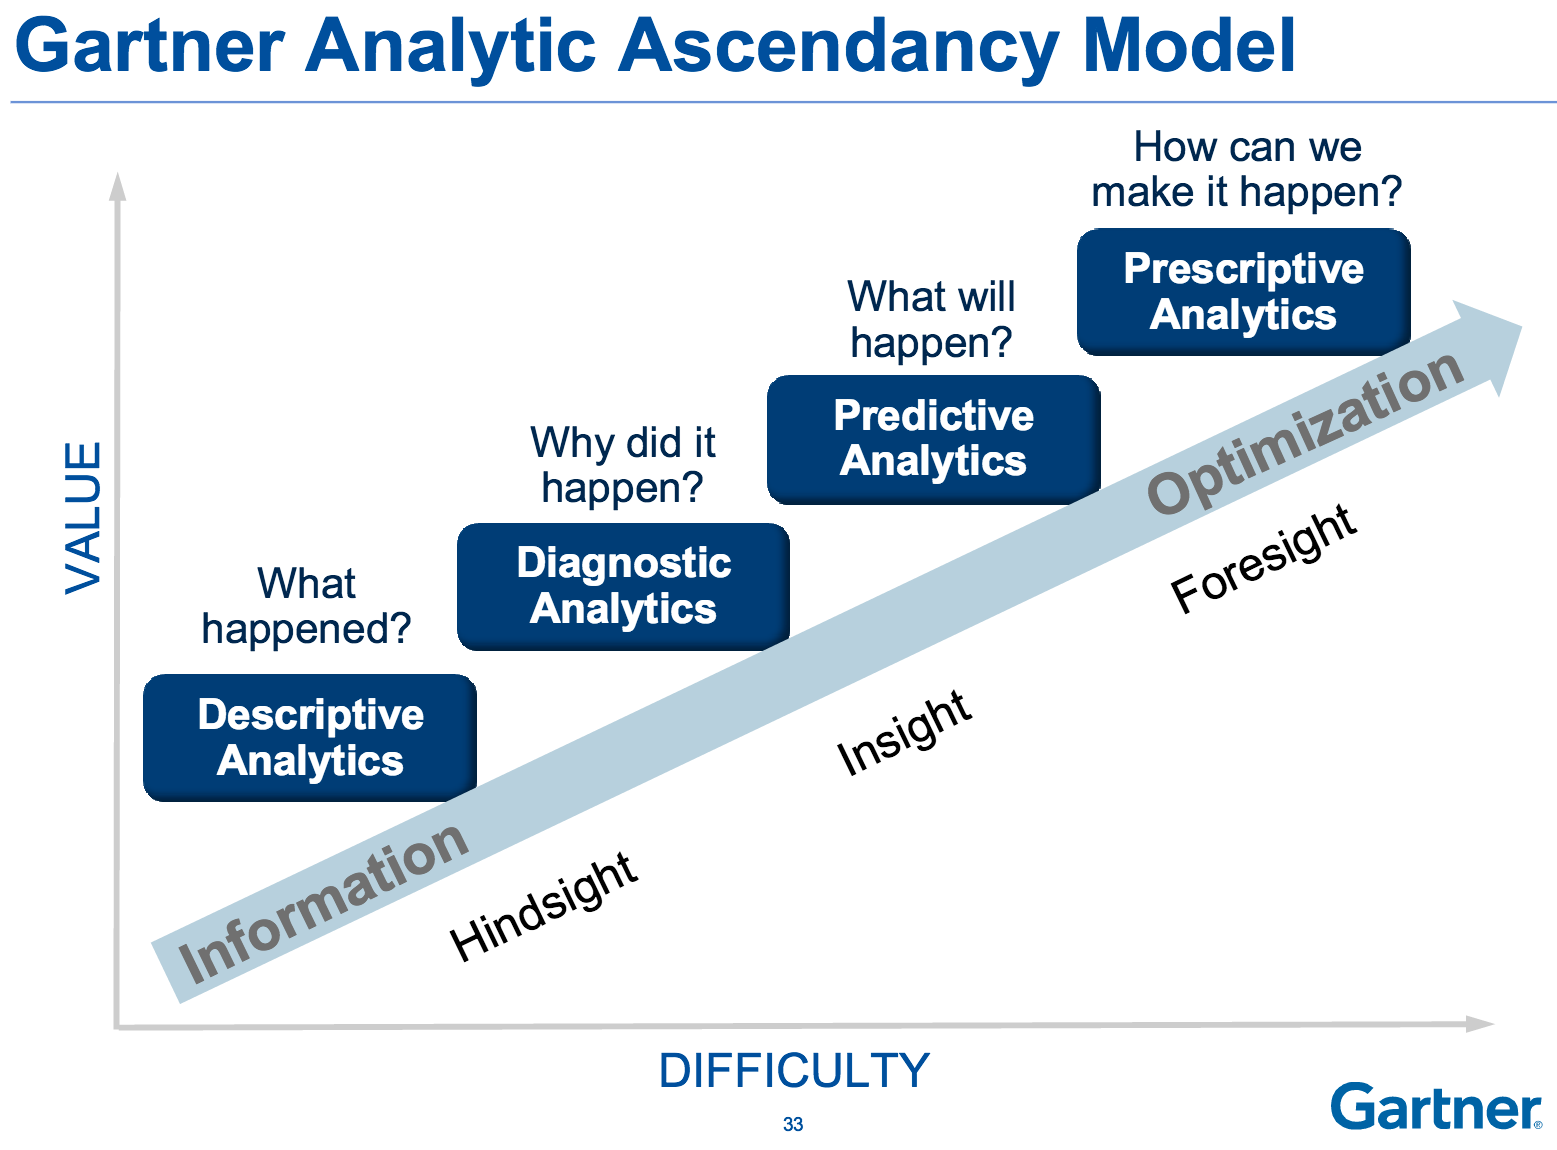 Gartner Analytic Ascendancy Model
How can we
make it happen?
Prescriptive
Analytics
What will
happen?
Predictive
Analytics
Why did it
happen?
Diagnostic
Analytics
What
happened?
Descriptive
Analytics
VALUE
Information
Optimization
Hindsight
Insight
Foresight
DIFFICULTY
33
Gartner®